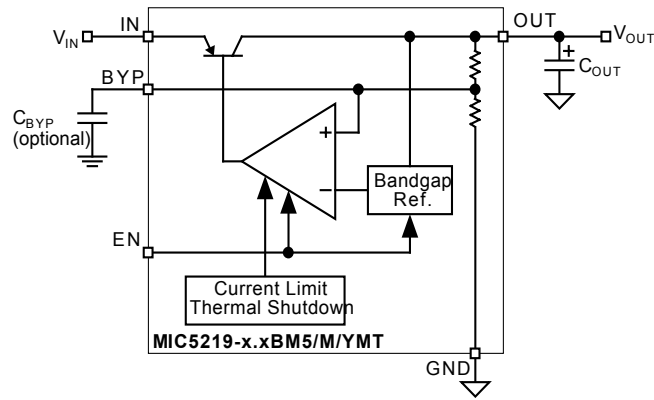 IN
OUT
VIN
VOUT
BYP
+
COUT
CBYP
(optional)
+
–
Bandgap
Ref.
EN
Current Limit
Thermal Shutdown
MIC5219-x.xBM5/M/YMT
GND